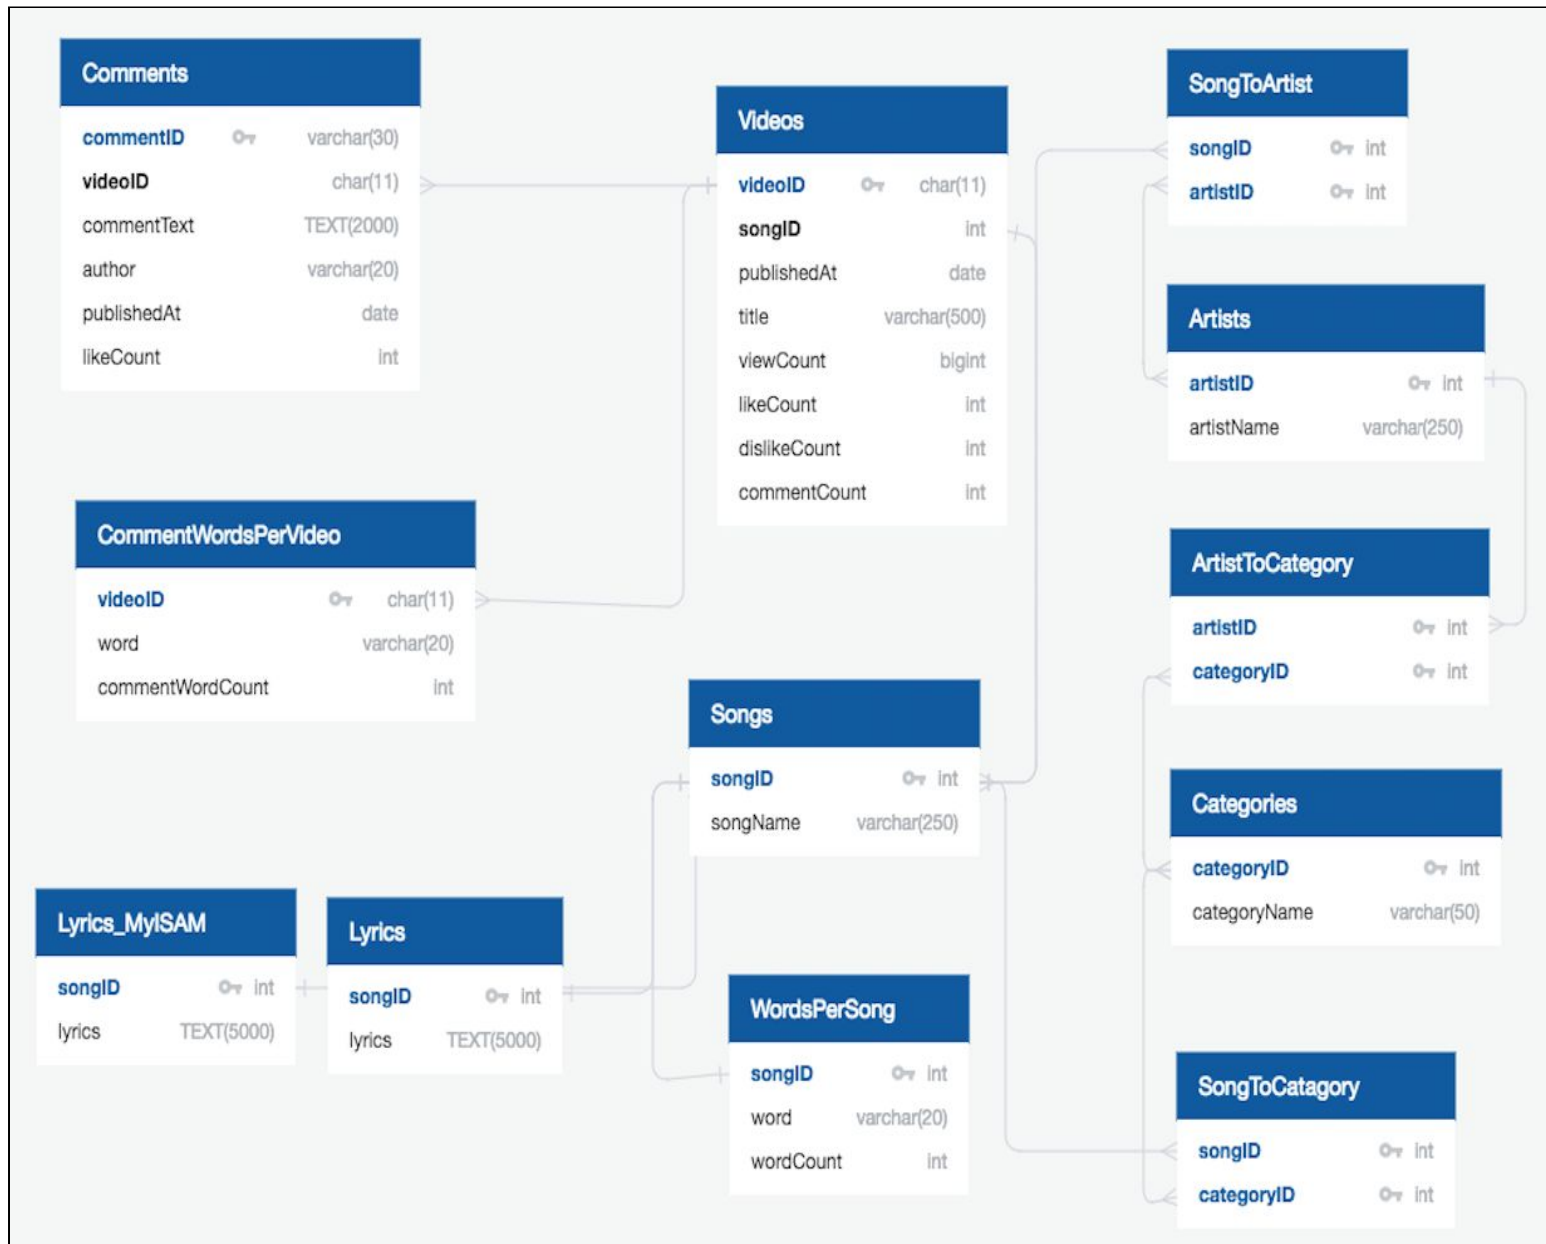 Comments
commentID varchar(30)
videoID char(11)
commentText TEXT(2000)
author varchar(20)
publishedAt date
likeCount int
Videos
videoID char(11)
songID int
publishedAt date
title varchar(500)
viewCount bigint
likeCount int
dislikeCount int
commentCount int
SongToArtist
songID int
artistID int
Artists
artistID int
artistName varchar(250)
CommentWordsPerVideo
videoID char(11)
word varchar(20)
commentWordCount int
ArtistToCategory
artistID int
categoryID int
Songs
songID int
songName varchar(250)
Categories
categoryID int
categoryName varchar(50)
Lyrics_MyISAM
songID int
lyrics TEXT(5000)
Lyrics
songID int
lyrics TEXT(5000)
WordsPerSong
songID int
word varchar(20)
wordCount int
SongToCatagory
songID int
categoryID int